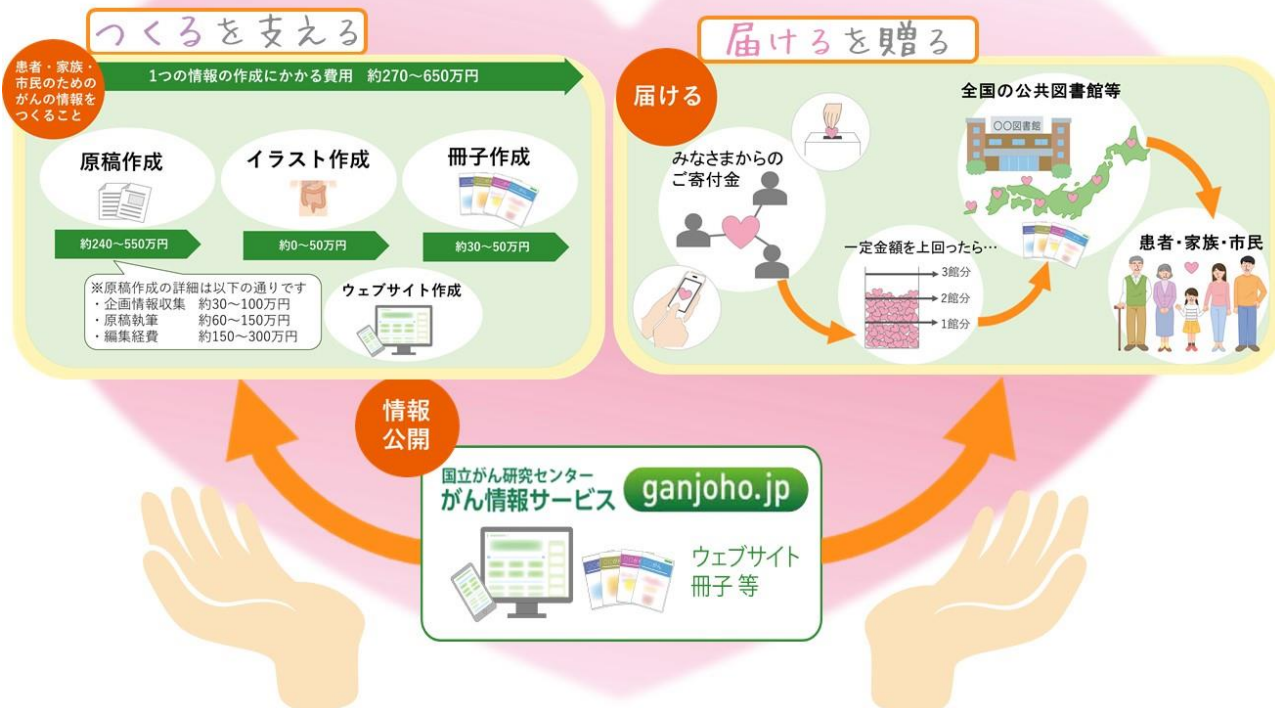 つくるを支える
患者・家族・
市民のための
がんの情報を
つくること
1つの情報の作成にかかる費用 約270～650万円
原稿作成
イラスト作成
冊子作成
約240～550万円
約0～50万円
約30～50万円
※原稿作成の詳細は以下の通りです
・企画情報収集 約30～100万円
・原稿執筆 約60～150万円
・編集経費 約150～300万円
ウェブサイト作成
届けるを贈る
届ける
みなさまからの
ご寄付金
一定金額を上回ったら…
3館分
2館分
1館分
全国の公共図書館等
〇〇図書館
患者・家族・市民
情報
公開
国立がん研究センター
がん情報サービス
ganjoho.jp
ウェブサイト
冊子 等